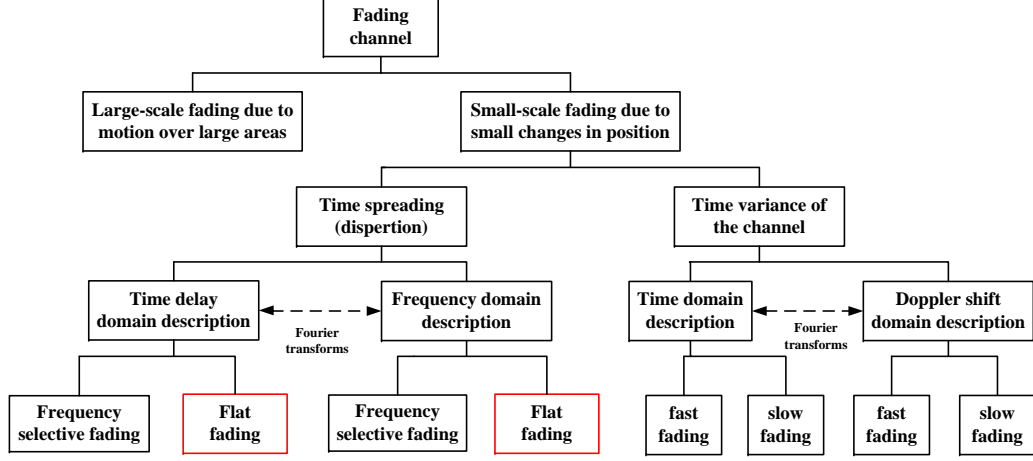 Fading
channel
Large-scale fading due to
motion over large areas
Small-scale fading due to
small changes in position
Time spreading
(dispertion)
Time variance of
the channel
Time delay
domain description
Fourier
transforms
Frequency domain
description
Time domain
description
Fourier
transforms
Doppler shift
domain description
Frequency
selective fading
Flat
fading
Frequency
selective fading
Flat
fading
fast
fading
slow
fading
fast
fading
slow
fading